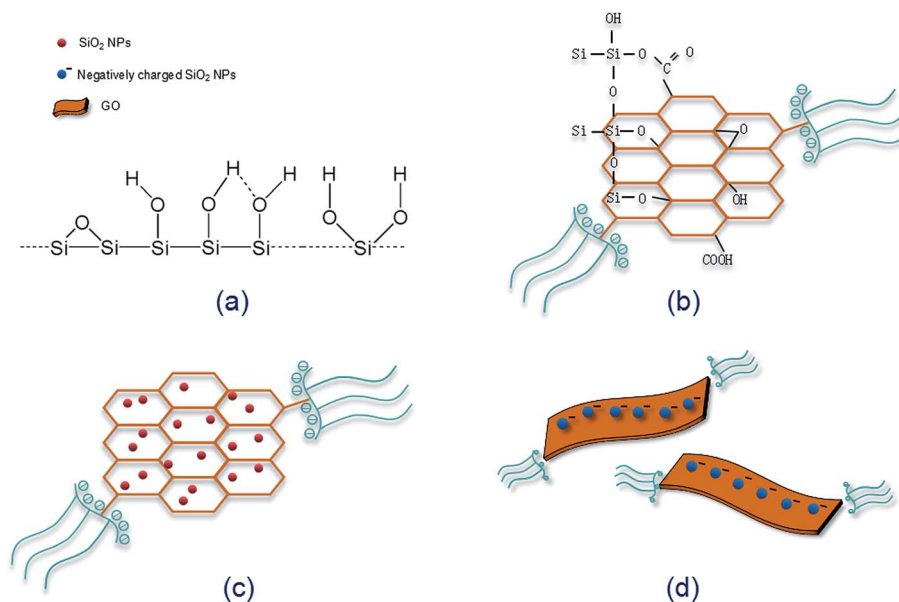 SiO₂ NPs
Negatively charged SiO₂ NPs
GO
H H H H H
O O O O O O
Si Si Si Si Si Si
(a)
OH
Si Si O C O
O
Si Si O O
O
Si O OH
COOH
⊖ ⊖ ⊖ ⊖ ⊖
⊖ ⊖ ⊖ ⊖ ⊖
(b)
⊖ ⊖ ⊖ ⊖ ⊖
⊖ ⊖ ⊖ ⊖ ⊖
(c)
(d)